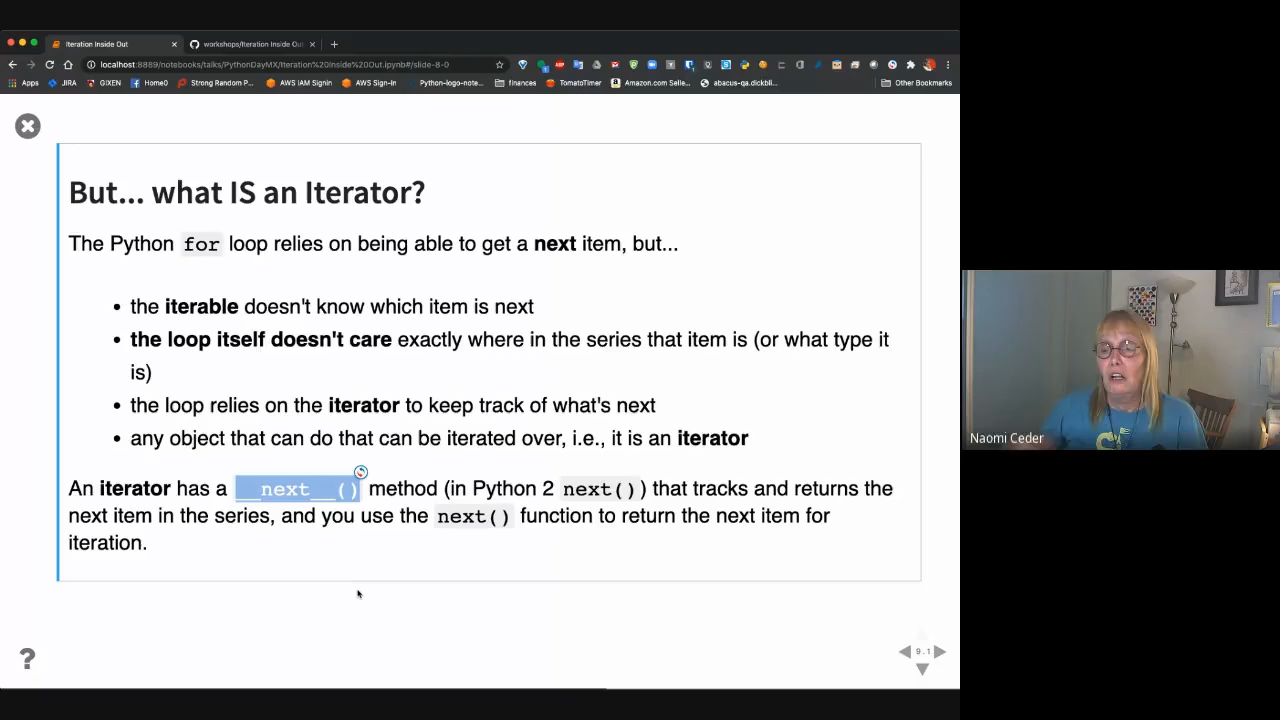 Iteration Inside Out
workshops/Iteration Inside Out
localhost:8889/notebooks/talks/PythonDayMX/Iteration%20Inside%20Out.ipynb#/slide-8-0
Apps JIRA GIXEN Home0 Strong Random P... AWS IAM Signin AWS Sign-in Python-logo-note... finances TomatoTimer Amazon.com Selle... abacus-qa.dickbli... Other Bookmarks
But... what IS an Iterator?
The Python for loop relies on being able to get a next item, but...
• the iterable doesn't know which item is next
• the loop itself doesn't care exactly where in the series that item is (or what type it
is)
• the loop relies on the iterator to keep track of what's next
• any object that can do that can be iterated over, i.e., it is an iterator
An iterator has a __next__() method (in Python 2 next()) that tracks and returns the
next item in the series, and you use the next() function to return the next item for
iteration.
Naomi Ceder
?
9.1